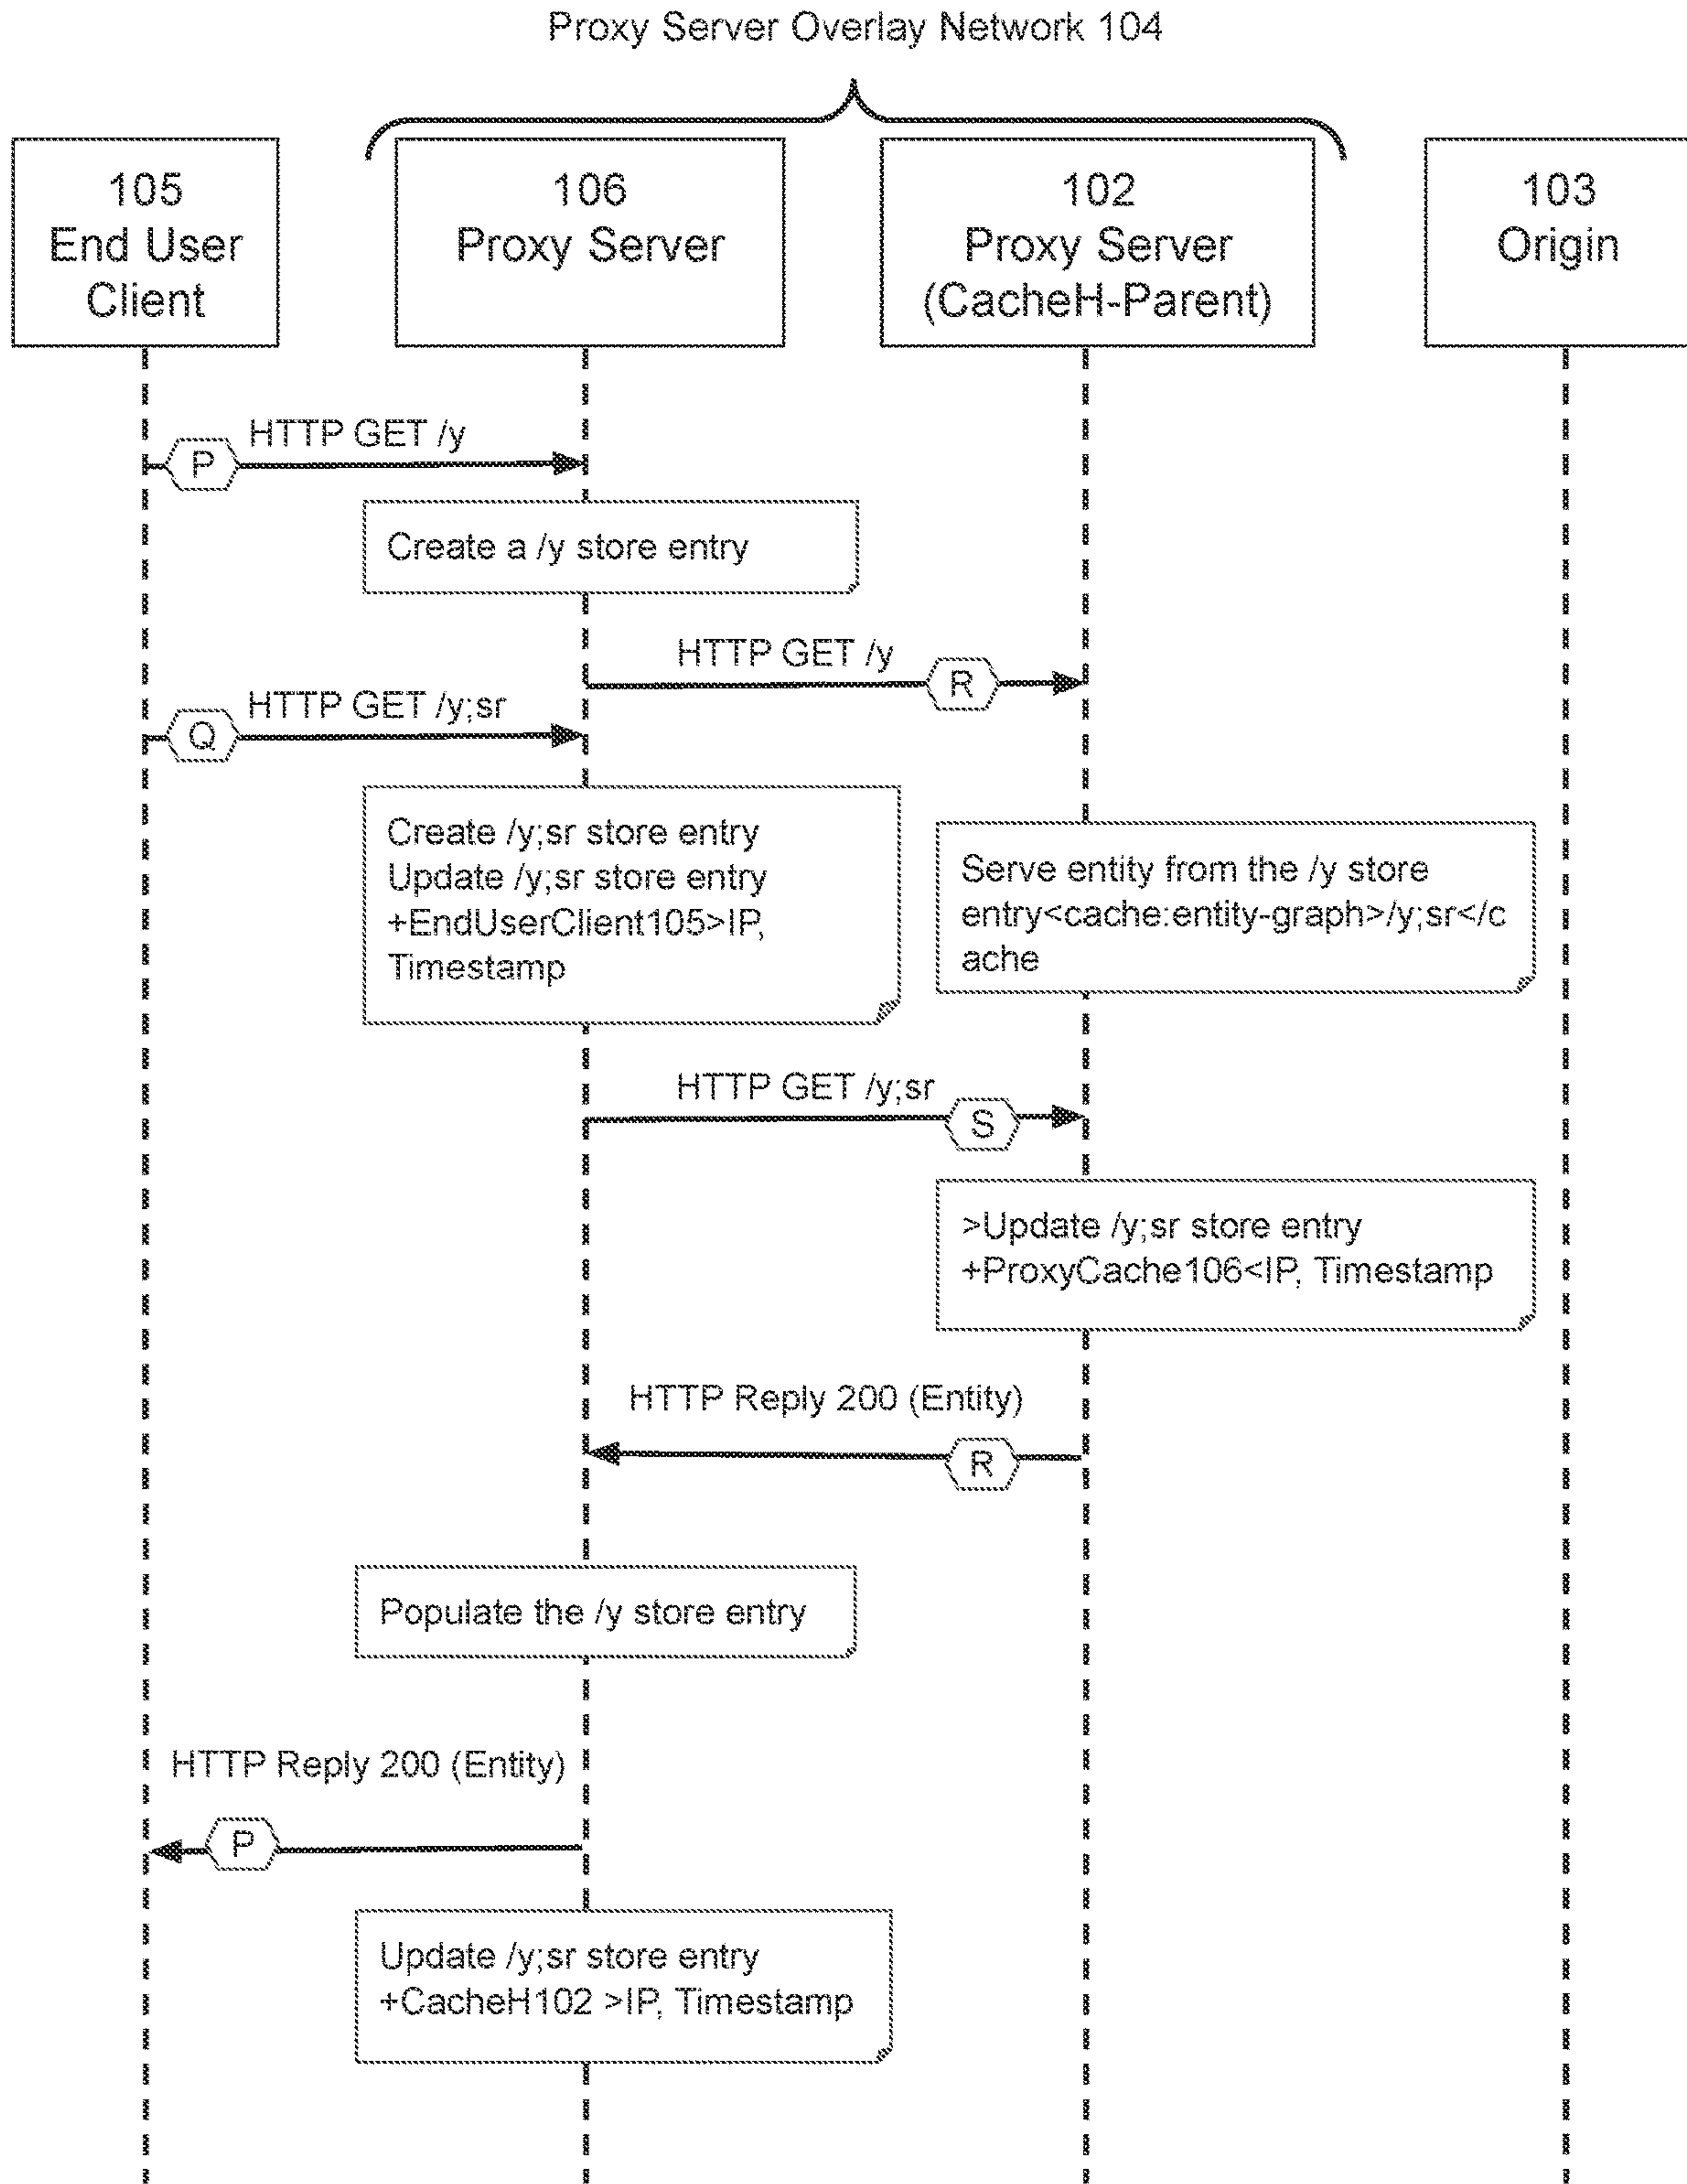 Proxy Server Overlay Network 104
105
End User
Client
106
Proxy Server
102
Proxy Server
(CacheH-Parent)
103
Origin
HTTP GET /y
P
Create a /y store entry
HTTP GET /y
R
HTTP GET /y;sr
Q
Create /y;sr store entry
Update /y;sr store entry
+EndUserClient105>IP,
Timestamp
Serve entity from the /y store
entry<cache:entity-graph>/y;sr</c
ache
HTTP GET /y;sr
S
>Update /y;sr store entry
+ProxyCache106<IP, Timestamp
HTTP Reply 200 (Entity)
R
Populate the /y store entry
HTTP Reply 200 (Entity)
P
Update /y;sr store entry
+CacheH102 >IP, Timestamp